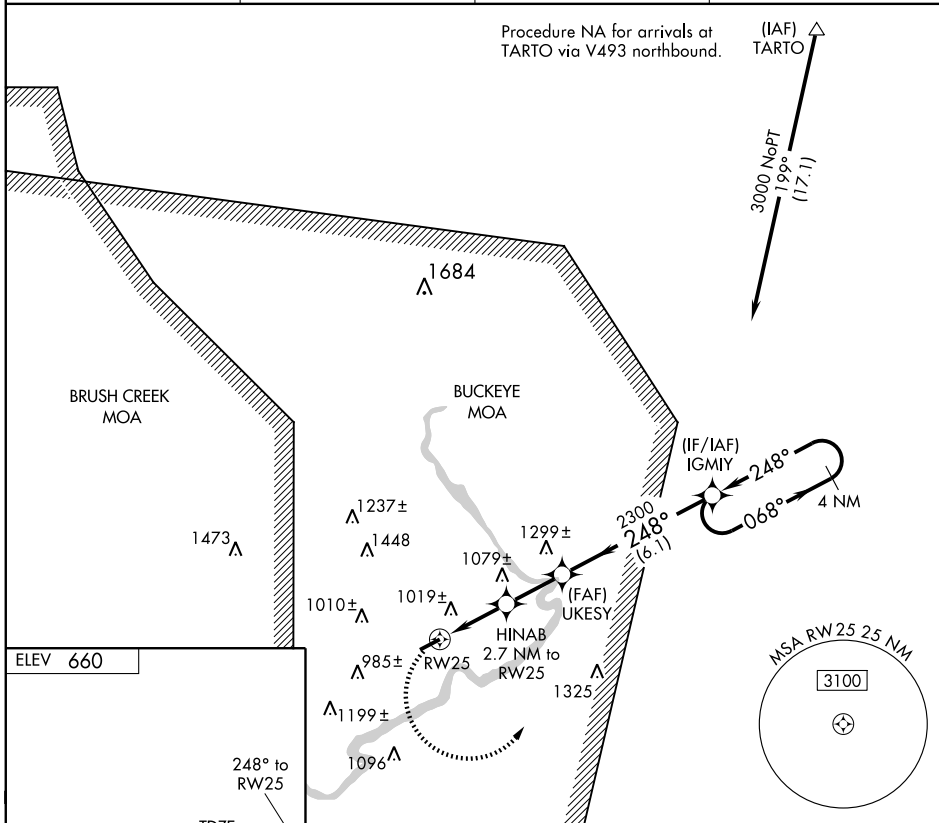 Procedure NA for arrivals at
TARTO via V493 northbound.
(IAF)
TARTO
3000 NoPT
199°
(17.1)
1684
BRUSH CREEK
MOA
BUCKEYE
MOA
(IF/IAF)
IGMIY
248°
068°
4 NM
2300
248°
(6.1)
1237±
1448
1473
1299±
1079±
(FAF)
UKESY
1010±
1019±
HINAB
2.7 NM to
RW25
RW25
985±
1325
1199±
1096
MSA RW25 25 NM
3100
ELEV 660
248° to
RW25